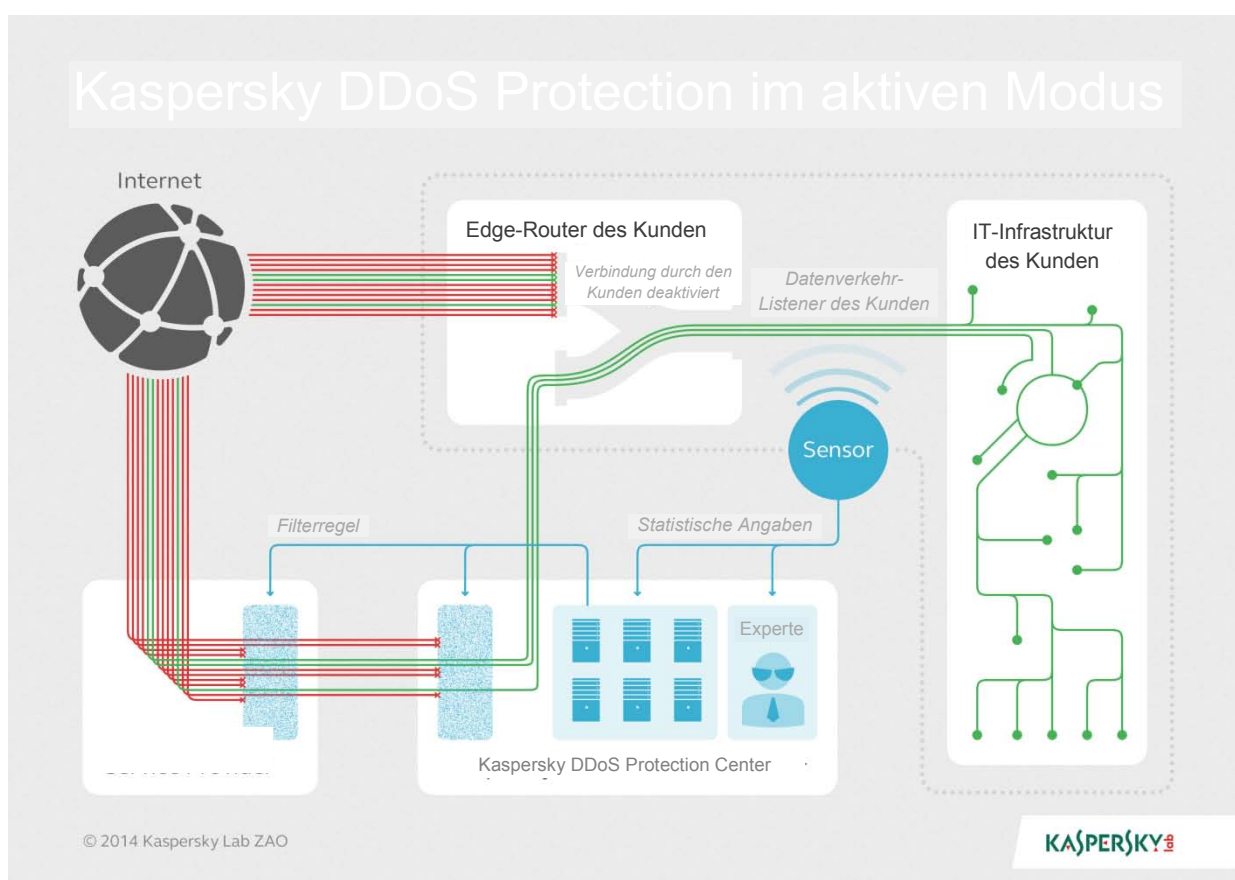 Kaspersky DDoS Protection im aktiven Modus
Internet
Edge-Router des Kunden
Verbindung durch den
Kunden deaktiviert
Datenverkehr-
Listener des Kunden
IT-Infrastruktur
des Kunden
Sensor
Filterregel
Statistische Angaben
Experte
Kaspersky DDoS Protection Center
© 2014 Kaspersky Lab ZAO
KASPERSKY lab